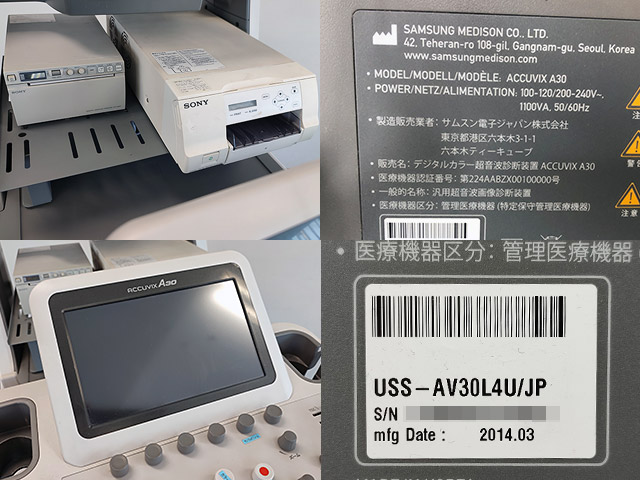 SONY
SONY
SAMSUNG MEDISON CO., LTD.
42, Teheran-ro 108-gil, Gangnam-gu, Seoul, Korea
www.samsungmedison.com
・MODEL/MODELL/MODÈLE: ACCUVIX A30
・POWER/NETZ/ALIMENTATION: 100-120/200-240V~,
1100VA, 50/60Hz
・製造販売業者: サムスン電子ジャパン株式会社
東京都港区六本木3-1-1
六本木ティーキューブ
・販売名: デジタルカラー超音波診断装置 ACCUVIX A30
・医療機器認証番号: 第224AABZX00100000号
・一般的名称: 汎用超音波画像診断装置
・医療機器区分: 管理医療機器 (特定保守管理医療機器)
警告
注意
ACCUVIX A30
・医療機器区分: 管理医療機器 (
USS-AV30L4U/JP
S/N
mfg Date : 2014.03